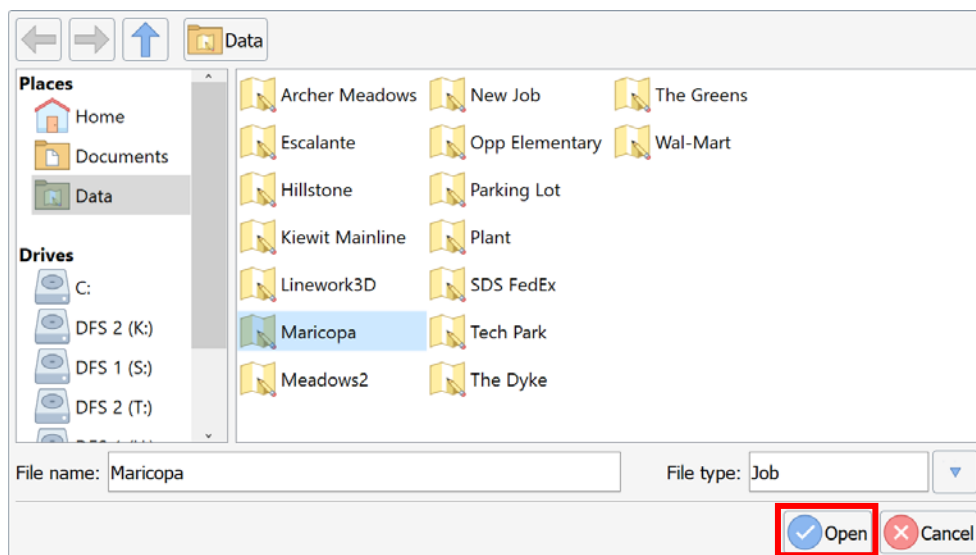 Data
Places
Home
Documents
Data
Drives
C:
DFS 2 (K:)
DFS 1 (S:)
DFS 2 (T:)
Archer Meadows
Escalante
Hillstone
Kiewit Mainline
Linework3D
Maricopa
Meadows2
New Job
Opp Elementary
Parking Lot
Plant
SDS FedEx
Tech Park
The Dyke
The Greens
Wal-Mart
File name: Maricopa
File type: Job
Open
Cancel